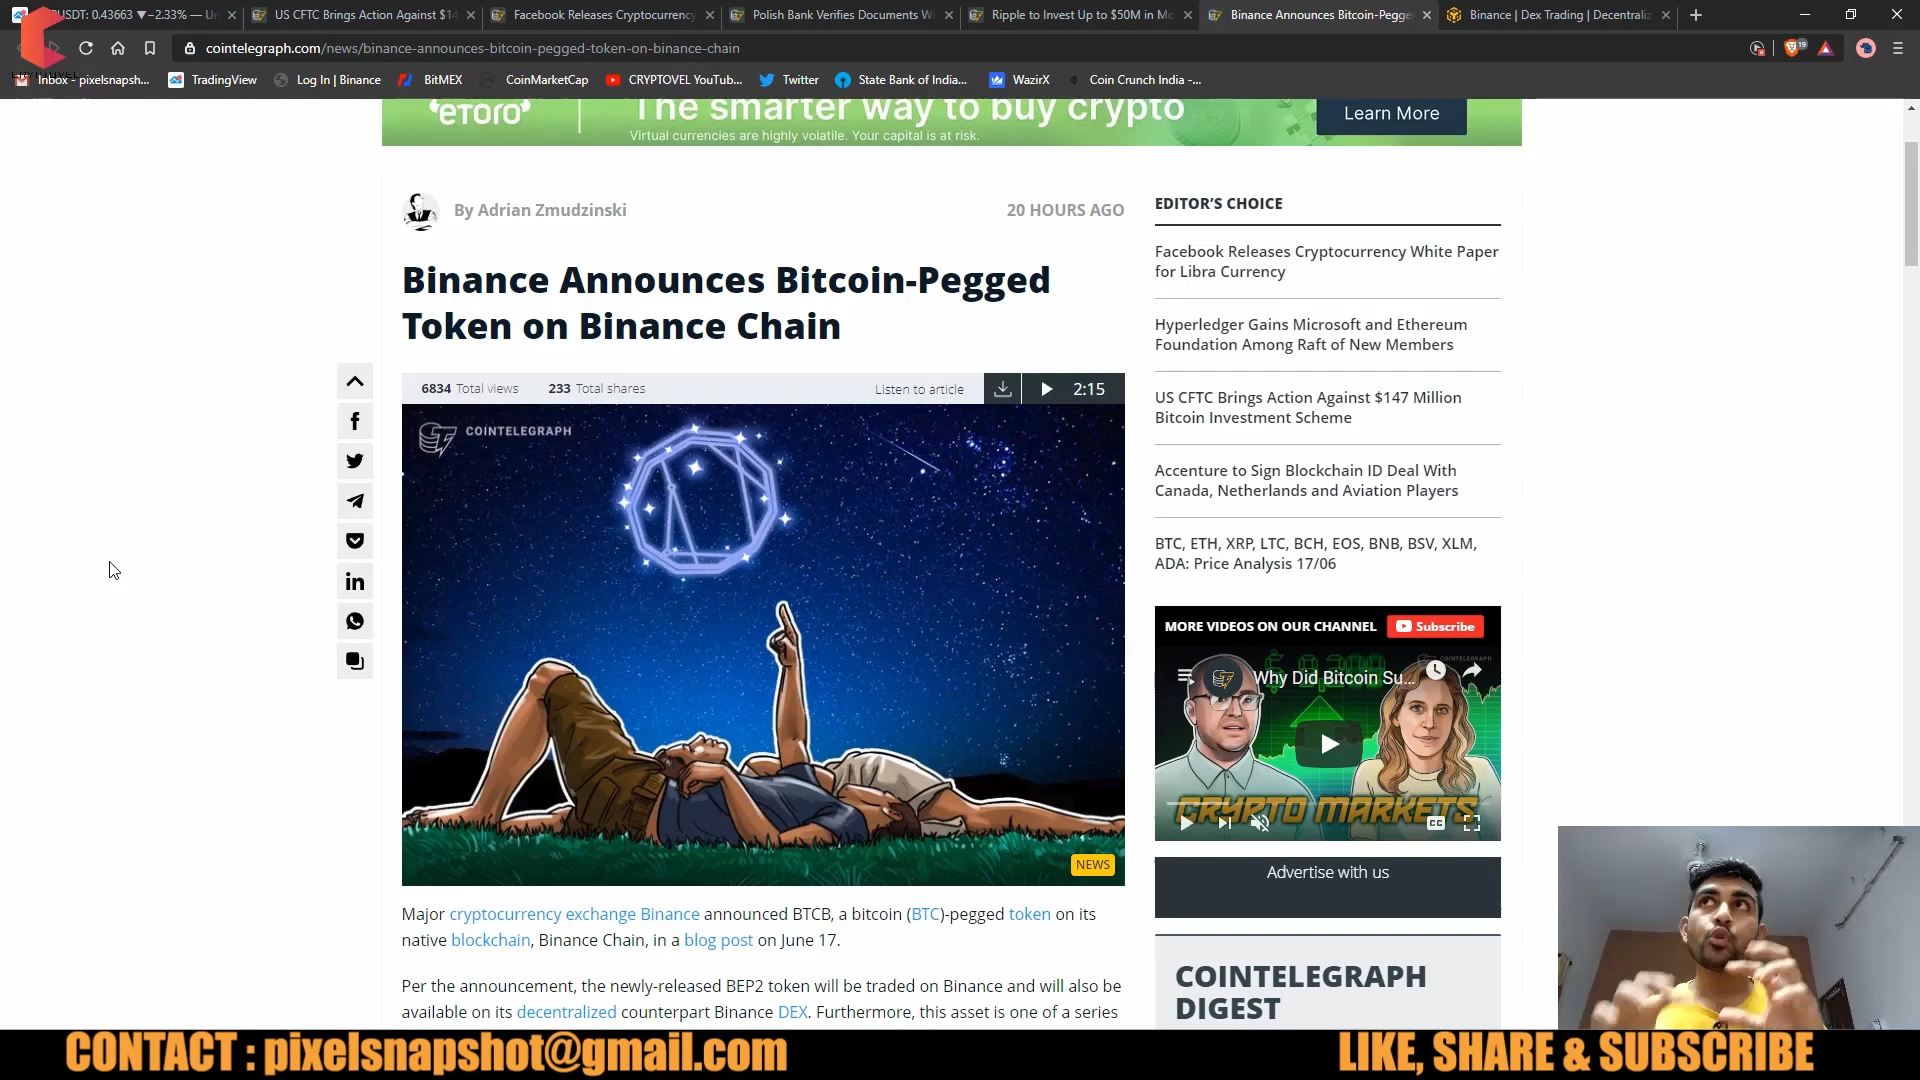 USDT: 0.43663 ▼−2.33% — Un
US CFTC Brings Action Against $14
Facebook Releases Cryptocurrency
Polish Bank Verifies Documents Wi
Ripple to Invest Up to $50M in Mo
Binance Announces Bitcoin-Pegge
Binance | Dex Trading | Decentraliz
cointelegraph.com/news/binance-announces-bitcoin-pegged-token-on-binance-chain
19
Inbox - pixelsnapsh...
TradingView
Log In | Binance
BitMEX
CoinMarketCap
CRYPTOVEL YouTub...
Twitter
State Bank of India...
WazirX
Coin Crunch India -...
eToro
The smarter way to buy crypto
Virtual currencies are highly volatile. Your capital is at risk.
Learn More
By Adrian Zmudzinski
20 HOURS AGO
Binance Announces Bitcoin-Pegged
Token on Binance Chain
6834 Total views
233 Total shares
Listen to article
2:15
COINTELEGRAPH
NEWS
Major cryptocurrency exchange Binance announced BTCB, a bitcoin (BTC)-pegged token on its
native blockchain, Binance Chain, in a blog post on June 17.
Per the announcement, the newly-released BEP2 token will be traded on Binance and will also be
available on its decentralized counterpart Binance DEX. Furthermore, this asset is one of a series
EDITOR'S CHOICE
Facebook Releases Cryptocurrency White Paper
for Libra Currency
Hyperledger Gains Microsoft and Ethereum
Foundation Among Raft of New Members
US CFTC Brings Action Against $147 Million
Bitcoin Investment Scheme
Accenture to Sign Blockchain ID Deal With
Canada, Netherlands and Aviation Players
BTC, ETH, XRP, LTC, BCH, EOS, BNB, BSV, XLM,
ADA: Price Analysis 17/06
MORE VIDEOS ON OUR CHANNEL
Subscribe
COINTELEGRAPH
Why Did Bitcoin Su...
CRYPTO MARKETS
CC
Advertise with us
COINTELEGRAPH
DIGEST
CONTACT : pixelsnapshot@gmail.com
LIKE, SHARE & SUBSCRIBE